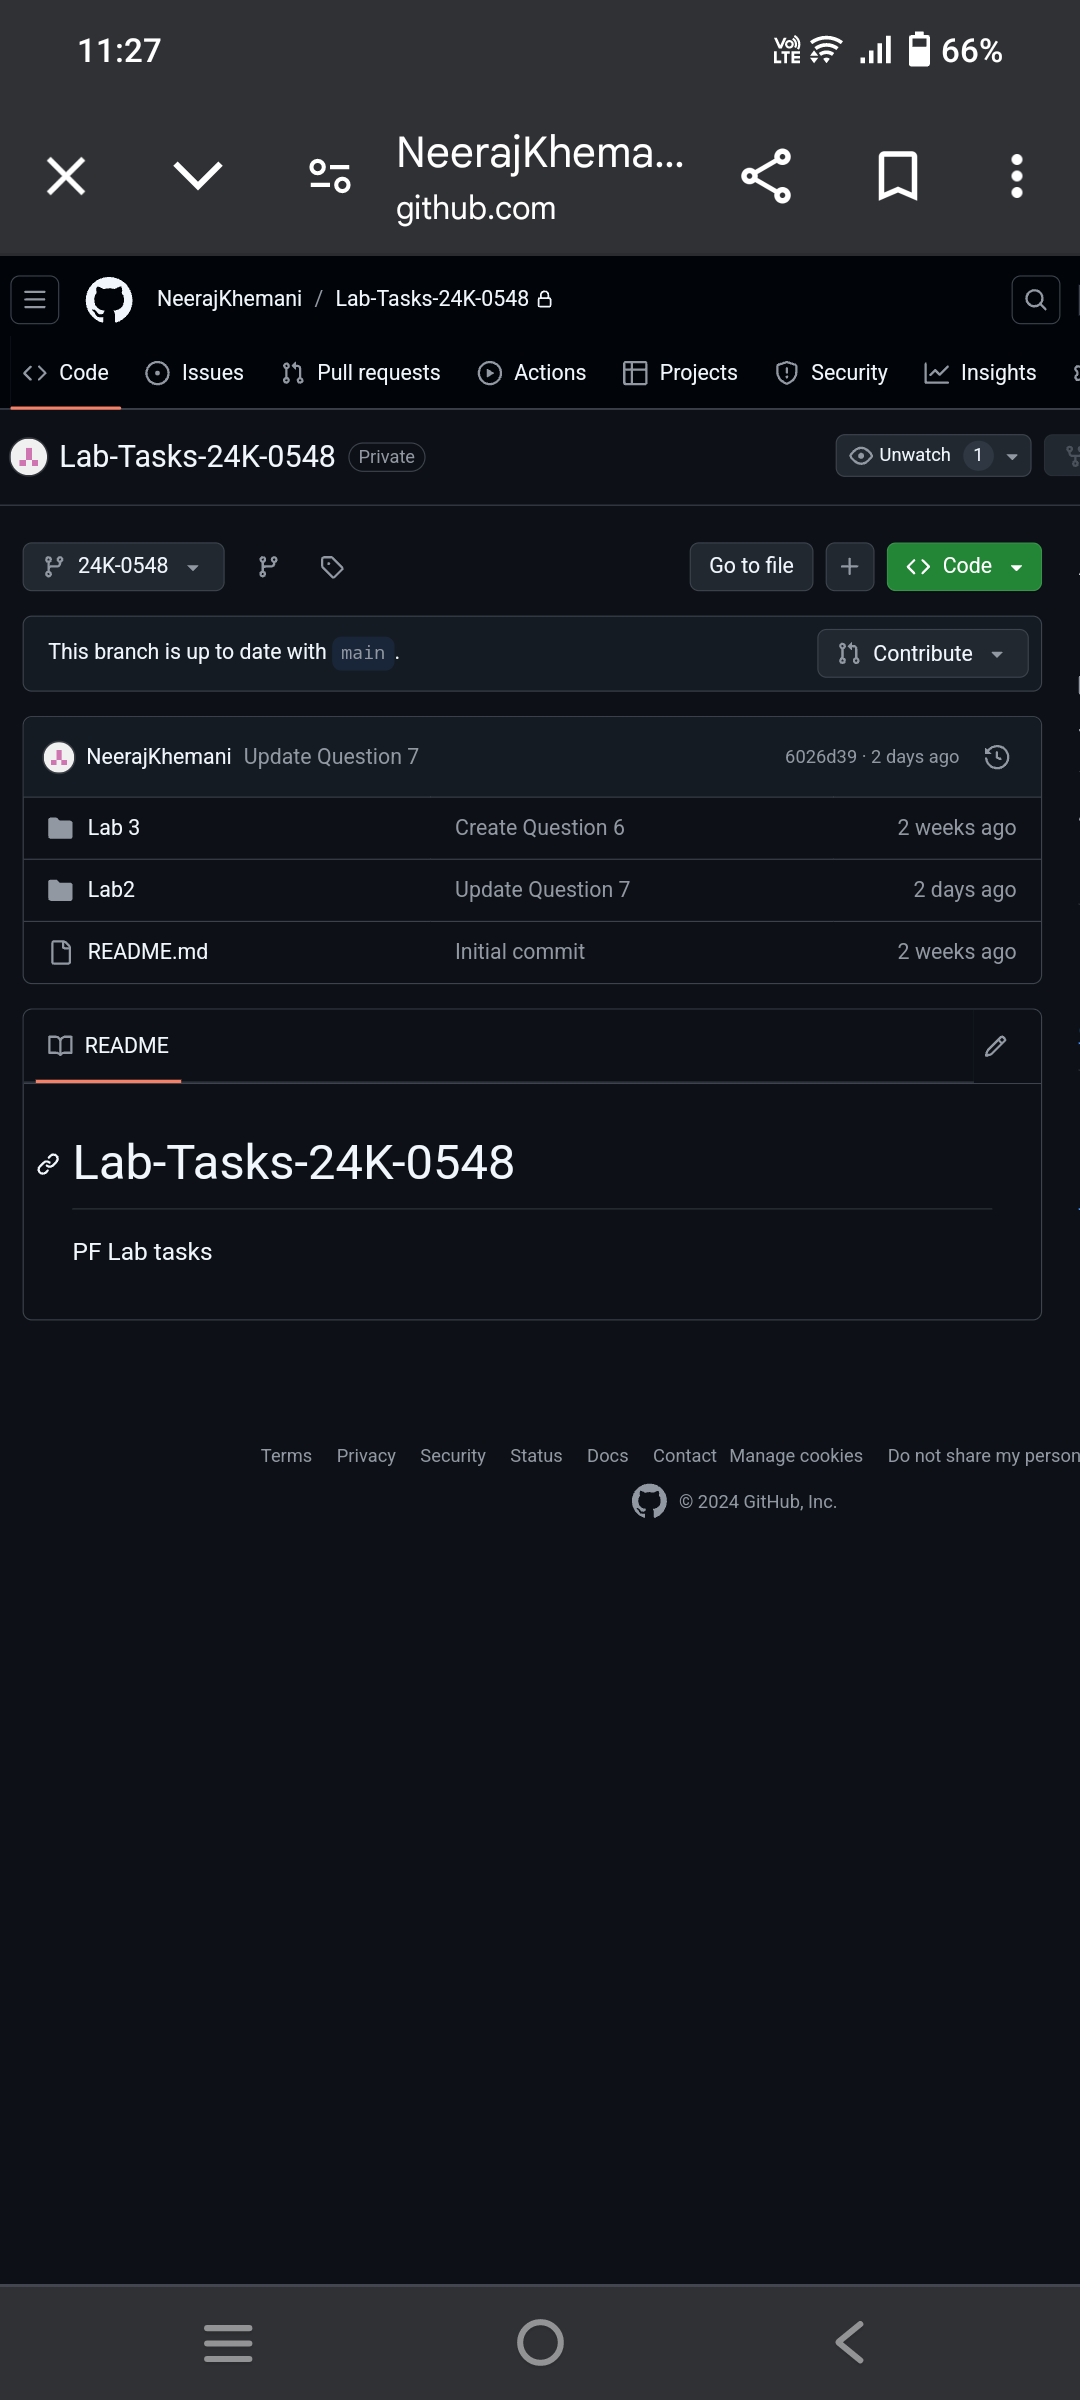 11:27 Vo) LTE 66%
NeerajKhema...
github.com
NeerajKhemani / Lab-Tasks-24K-0548
Code Issues Pull requests Actions Projects Security Insights
Lab-Tasks-24K-0548 Private Unwatch 1
24K-0548 Go to file Code
This branch is up to date with main . Contribute
NeerajKhemani Update Question 7 6026d39 · 2 days ago
Lab 3 Create Question 6 2 weeks ago
Lab2 Update Question 7 2 days ago
README.md Initial commit 2 weeks ago
README
Lab-Tasks-24K-0548
PF Lab tasks
Terms Privacy Security Status Docs Contact Manage cookies Do not share my person
© 2024 GitHub, Inc.